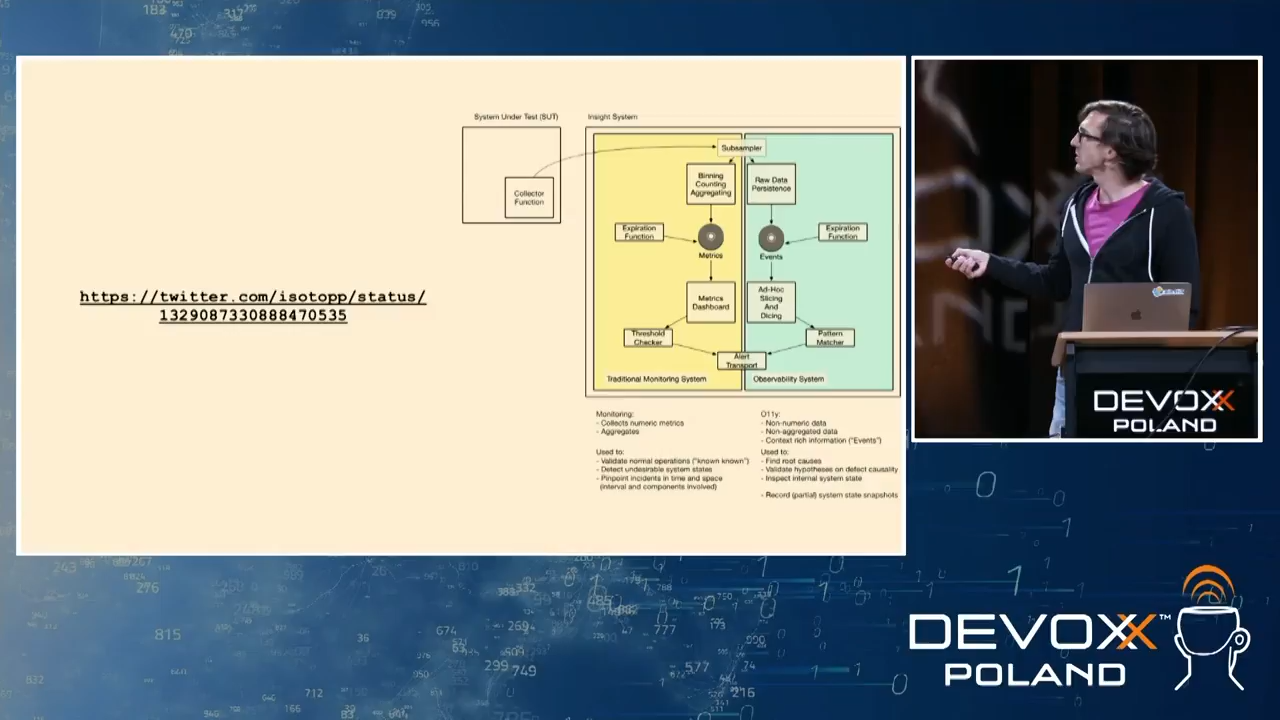 https://twitter.com/isotopp/status/
1329087330888470535
System Under Test (SUT)
Collector
Function
Insight System
Subsampler
Binning
Counting
Aggregating
Raw Data
Persistence
Expiration
Function
Metrics
Events
Expiration
Function
Metrics
Dashboard
Ad-Hoc
Slicing
And
Dicing
Threshold
Checker
Pattern
Matcher
Alert
Transport
Traditional Monitoring System
Observability System
Monitoring:
- Collects numeric metrics
- Aggregates
Used to:
- Validate normal operations ("known known")
- Detect undesirable system states
- Pinpoint incidents in time and space
(interval and components involved)
O11y:
- Non-numeric data
- Non-aggregated data
- Context rich information ("Events")
Used to:
- Find root causes
- Validate hypotheses on defect causality
- Inspect internal system state
- Record (partial) system state snapshots
DEVOXX
POLAND
DEVOXX™
POLAND